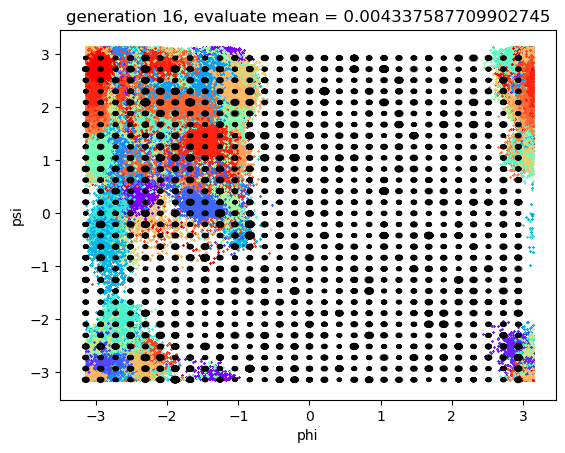 generation 16, evaluate mean = 0.004337587709902745
3
2
1
0
−1
−2
−3
psi
−3 −2 −1 0 1 2 3
phi